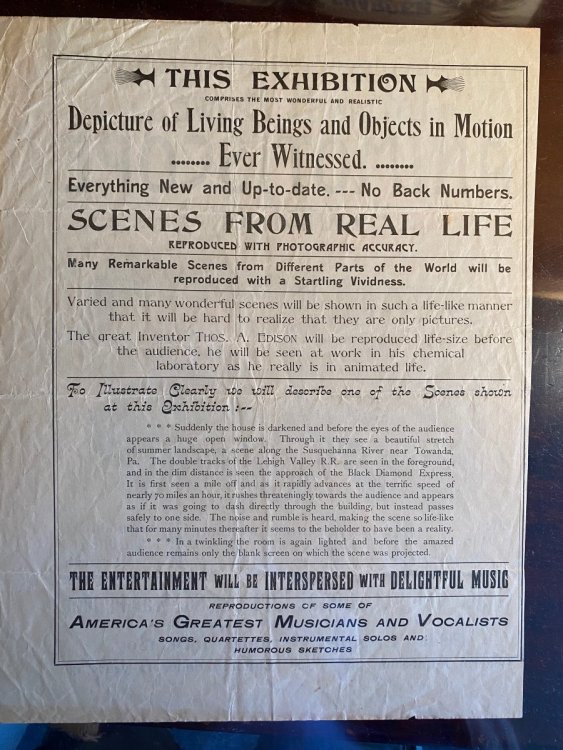 THIS EXHIBITION
COMPRISES THE MOST WONDERFUL AND REALISTIC
Depicture of Living Beings and Objects in Motion
........ Ever Witnessed. ........
Everything New and Up-to-date. --- No Back Numbers.
SCENES FROM REAL LIFE
REPRODUCED WITH PHOTOGRAPHIC ACCURACY.
Many Remarkable Scenes from Different Parts of the World will be
reproduced with a Startling Vividness.
Varied and many wonderful scenes will be shown in such a life-like manner
that it will be hard to realize that they are only pictures.
The great Inventor THOS. A. EDISON will be reproduced life-size before
the audience, he will be seen at work in his chemical
laboratory as he really is in animated life.
To Illustrate Clearly we will describe one of the Scenes shown
at this Exhibition :--
* * * Suddenly the house is darkened and before the eyes of the audience
appears a huge open window. Through it they see a beautiful stretch
of summer landscape, a scene along the Susquehanna River near Towanda,
Pa. The double tracks of the Lehigh Valley R.R. are seen in the foreground,
and in the dim distance is seen the approach of the Black Diamond Express.
It is first seen a mile off and as it rapidly advances at the terrific speed of
nearly 70 miles an hour, it rushes threateningly towards the audience and appears
as if it was going to dash directly through the building, but instead passes
safely to one side. The noise and rumble is heard, making the scene so life-like
that for many minutes thereafter it seems to the beholder to have been a reality.
* * * In a twinkling the room is again lighted and before the amazed
audience remains only the blank screen on which the scene was projected.
THE ENTERTAINMENT WILL BE INTERSPERSED WITH DELIGHTFUL MUSIC
REPRODUCTIONS OF SOME OF
AMERICA'S GREATEST MUSICIANS AND VOCALISTS
SONGS, QUARTETTES, INSTRUMENTAL SOLOS AND
HUMOROUS SKETCHES